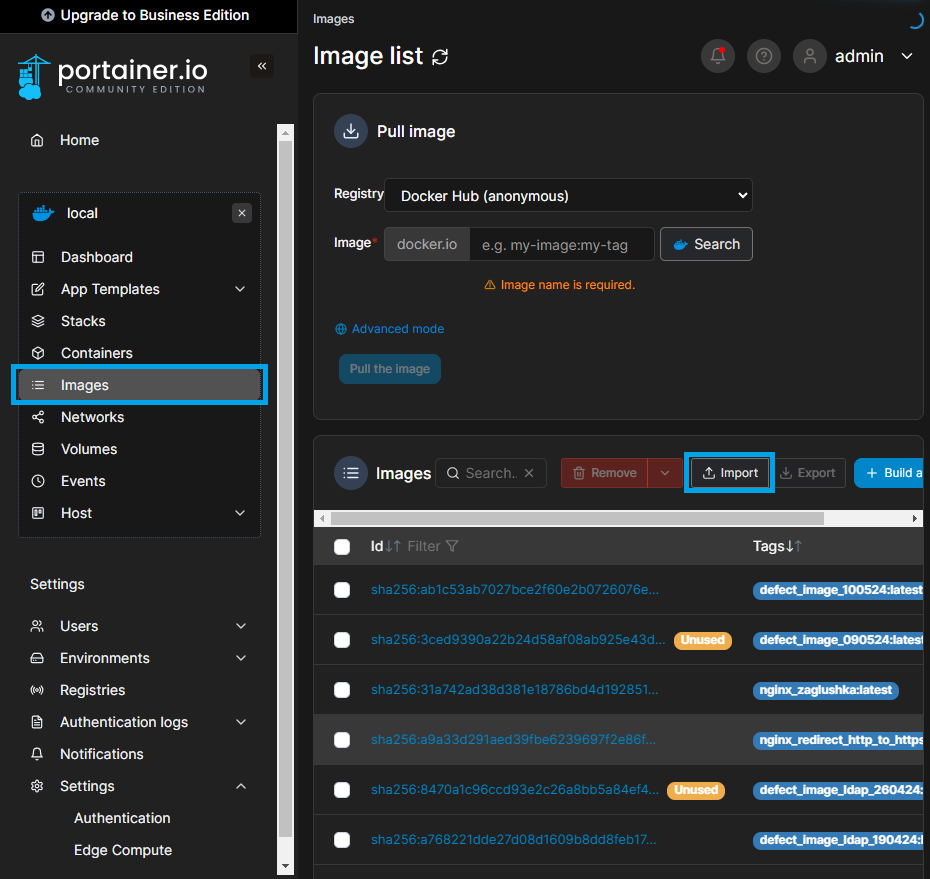 Upgrade to Business Edition
portainer.io
COMMUNITY EDITION
Home
local
Dashboard
App Templates
Stacks
Containers
Images
Networks
Volumes
Events
Host
Settings
Users
Environments
Registries
Authentication logs
Notifications
Settings
Authentication
Edge Compute
Images
Image list
admin
Pull image
Registry Docker Hub (anonymous)
Image* docker.io e.g. my-image:my-tag Search
Image name is required.
Advanced mode
Pull the image
Images Search.. Remove Import Export Build a
Id Filter Tags
sha256:ab1c53ab7027bce2f60e2b0726076e... defect_image_100524:latest
sha256:3ced9390a22b24d58af08ab925e43d... Unused defect_image_090524:latest
sha256:31a742ad38d381e18786bd4d192851... nginx_zaglushka:latest
sha256:a9a33d291aed39fbe6239697f2e86f... nginx_redirect_http_to_https
sha256:8470a1c96ccd93e2c26a8bb5a84ef4... Unused defect_image_ldap_260424:
sha256:a768221dde27d08d1609b8dd8feb17... defect_image_ldap_190424:l